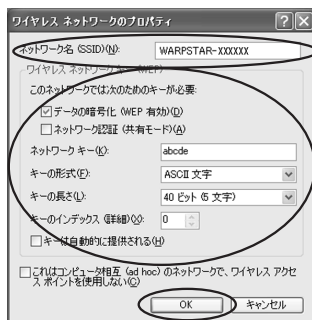 ワイヤレス ネットワークのプロパティ
ネットワーク名 (SSID)(N): WARPSTAR-XXXXXX
ワイヤレス ネットワーク キー (WEP)
このネットワークでは次のためのキーが必要:
データの暗号化 (WEP 有効)(D)
ネットワーク認証 (共有モード)(A)
ネットワーク キー(K): abcde
キーの形式(F): ASCII 文字
キーの長さ(L): 40 ビット (5 文字)
キーのインデックス (詳細)(X): 0
キーは自動的に提供される(H)
これはコンピュータ相互 (ad hoc) のネットワークで、ワイヤレス アクセ
ス ポイントを使用しない(C)
OK キャンセル